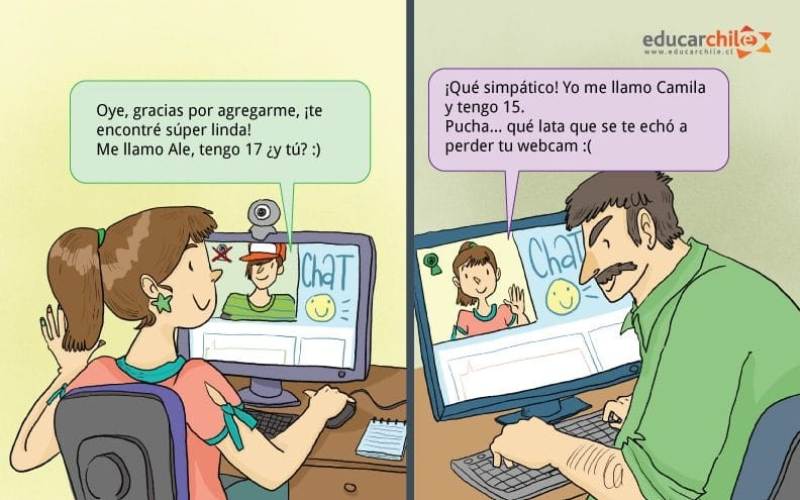 educarchile
www.educarchile.cl
Oye, gracias por agregarme, ¡te
encontré súper linda!
Me llamo Ale, tengo 17 ¿y tú? :)
¡Qué simpático! Yo me llamo Camila
y tengo 15.
Pucha... qué lata que se te echó a
perder tu webcam :(
Chat
Chat